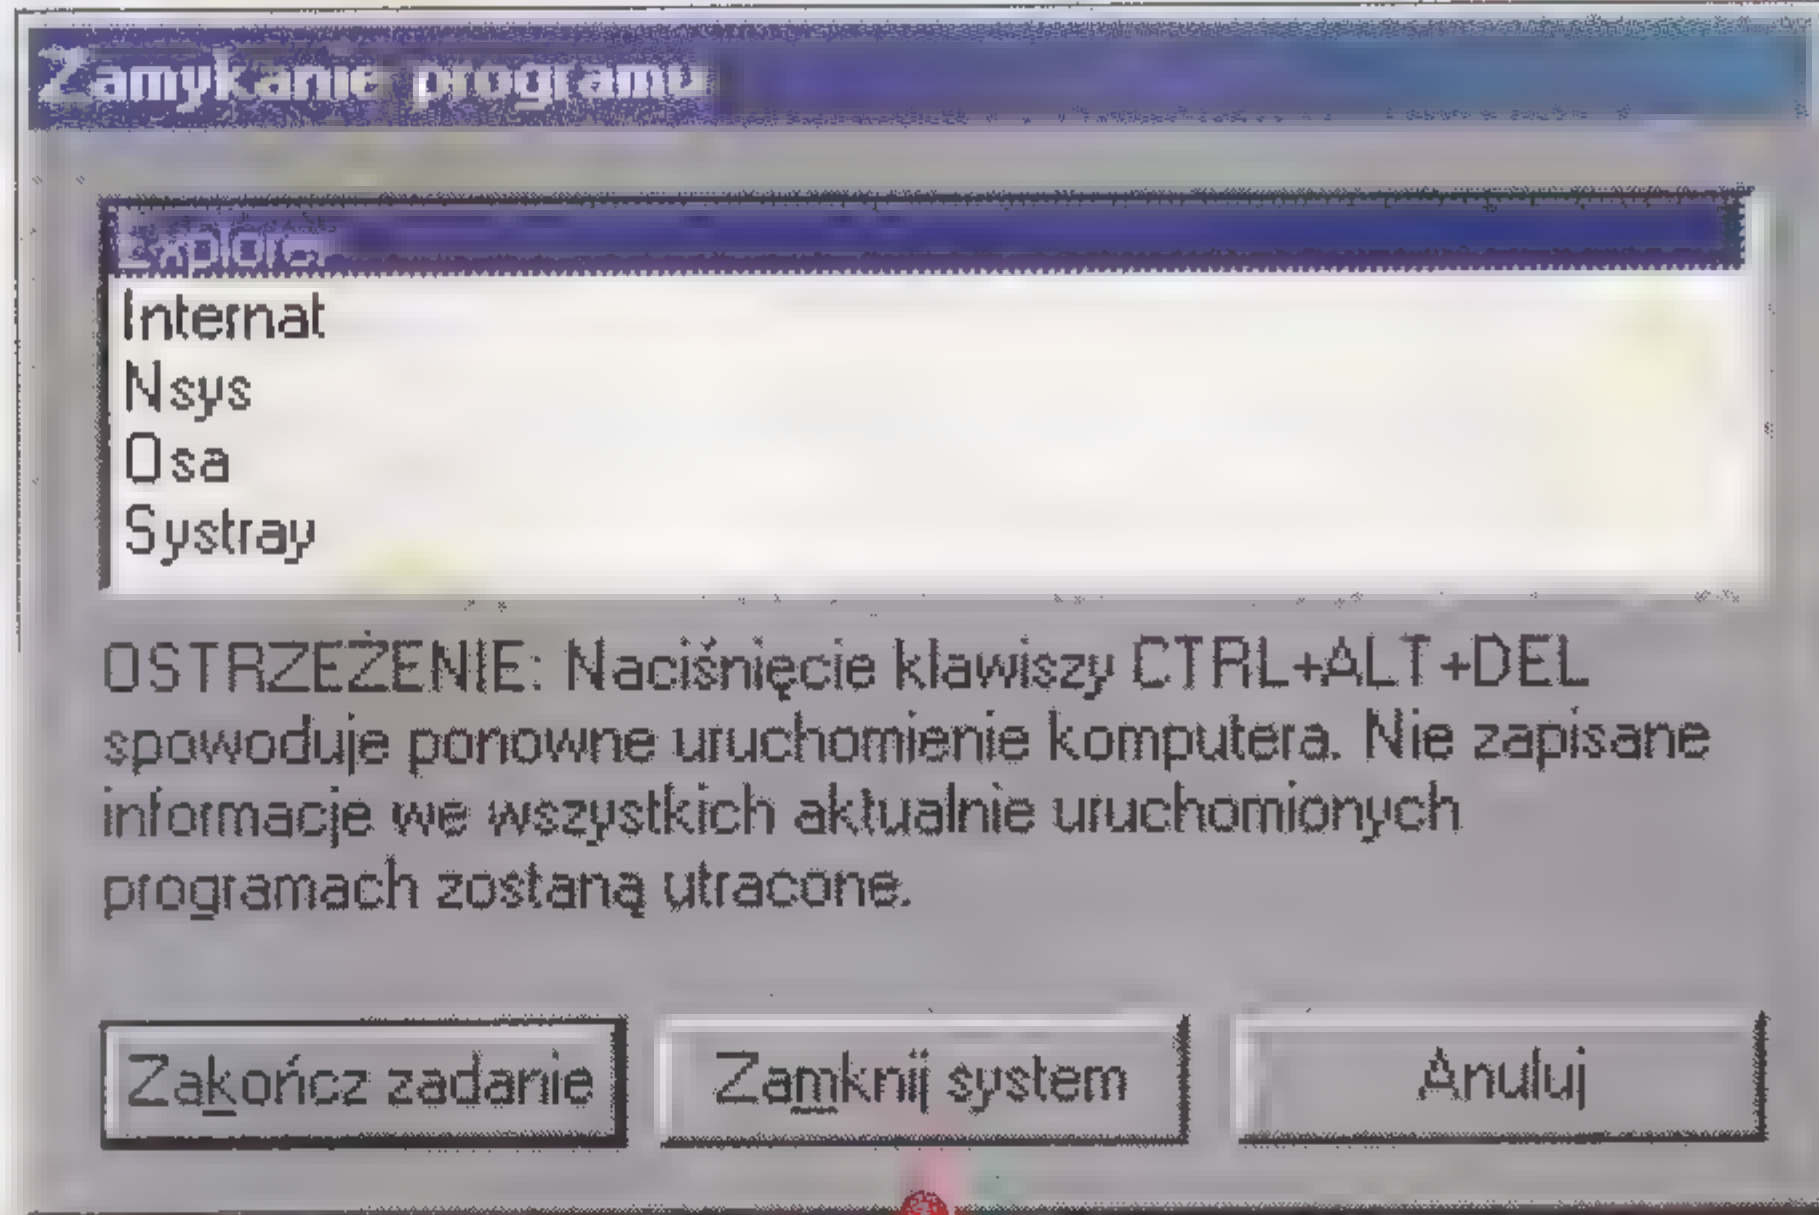 Zamykanie programu
Explorer
Internat
Nsys
Osa
Systray
OSTRZEŻENIE: Naciśnięcie klawiszy CTRL+ALT+DEL
spowoduje ponowne uruchomienie komputera. Nie zapisane
informacje we wszystkich aktualnie uruchomionych
programach zostaną utracone.
Zakończ zadanie
Zamknij system
Anuluj